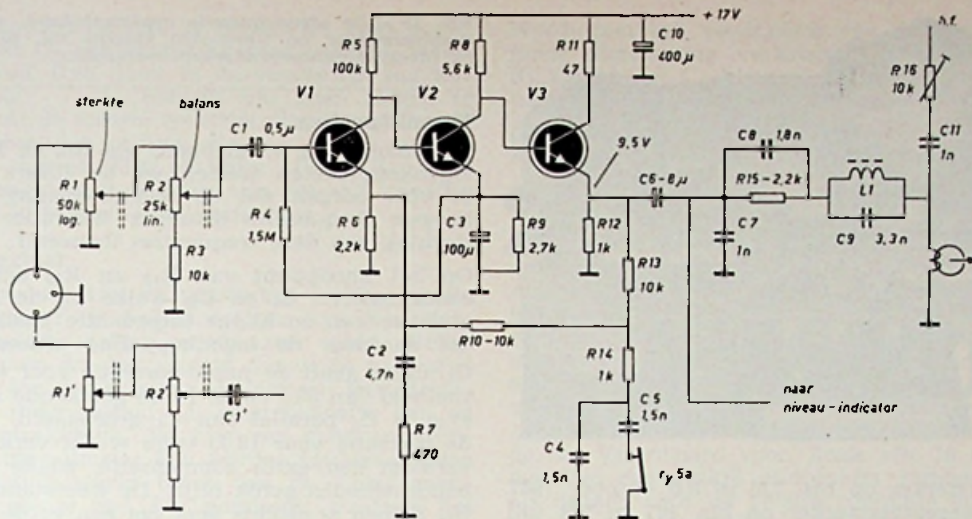 + 17V
sterkte
balans
R1
50k
log.
R2
25k
lin.
R3
10k
C1
0,5µ
R4
1,5M
R5
100k
V1
R6
2,2k
R8
5,6k
V2
C3
100µ
R9
2,7k
R11
47
V3
C10
400µ
9,5V
R12
1k
C6-8µ
R13
10k
R14
1k
C7
1n
C8
1,8n
R15-2,2k
L1
C9
3,3n
h.f.
R16
10k
C11
1n
R1'
R2'
C1'
C2
4,7n
R7
470
R10-10k
C4
1,5n
C5
1,5n
ry 5a
naar
niveau-indicator